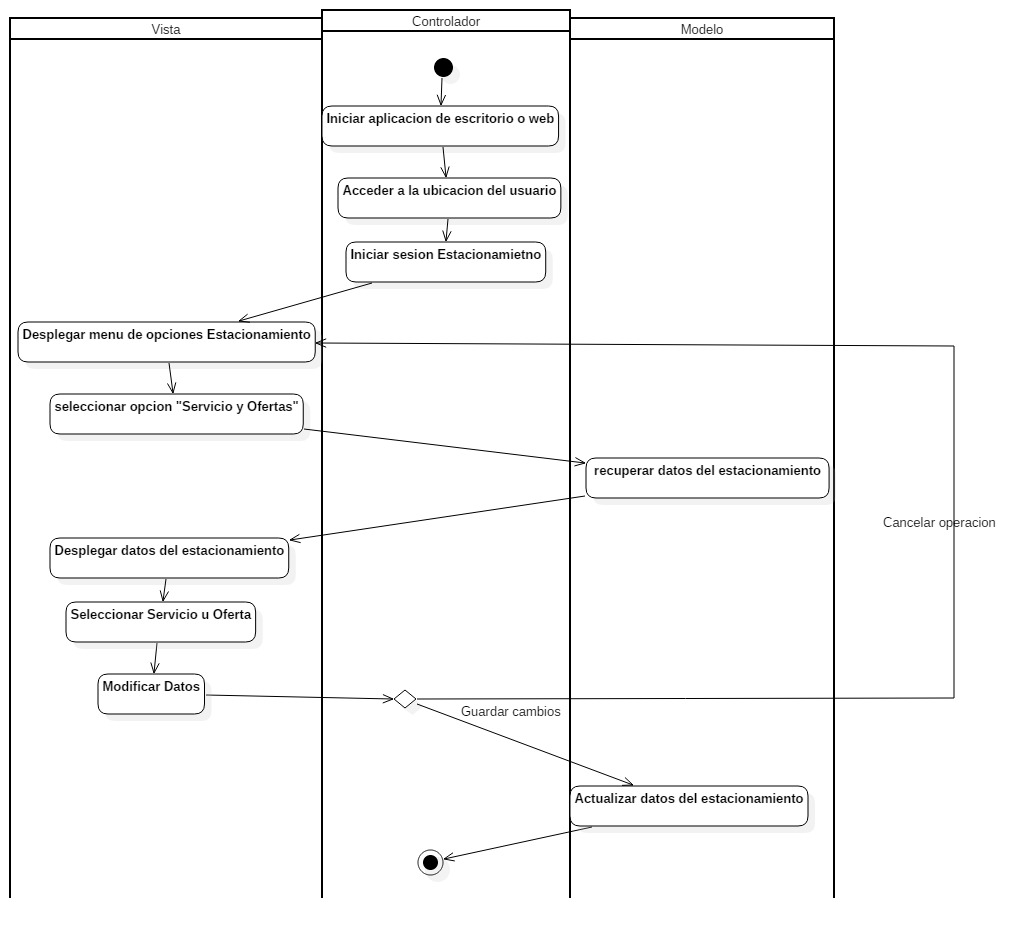 Vista
Controlador
Modelo
Iniciar aplicacion de escritorio o web
Acceder a la ubicacion del usuario
Iniciar sesion Estacionamietno
Desplegar menu de opciones Estacionamiento
seleccionar opcion "Servicio y Ofertas"
recuperar datos del estacionamiento
Cancelar operacion
Desplegar datos del estacionamiento
Seleccionar Servicio u Oferta
Modificar Datos
Guardar cambios
Actualizar datos del estacionamiento